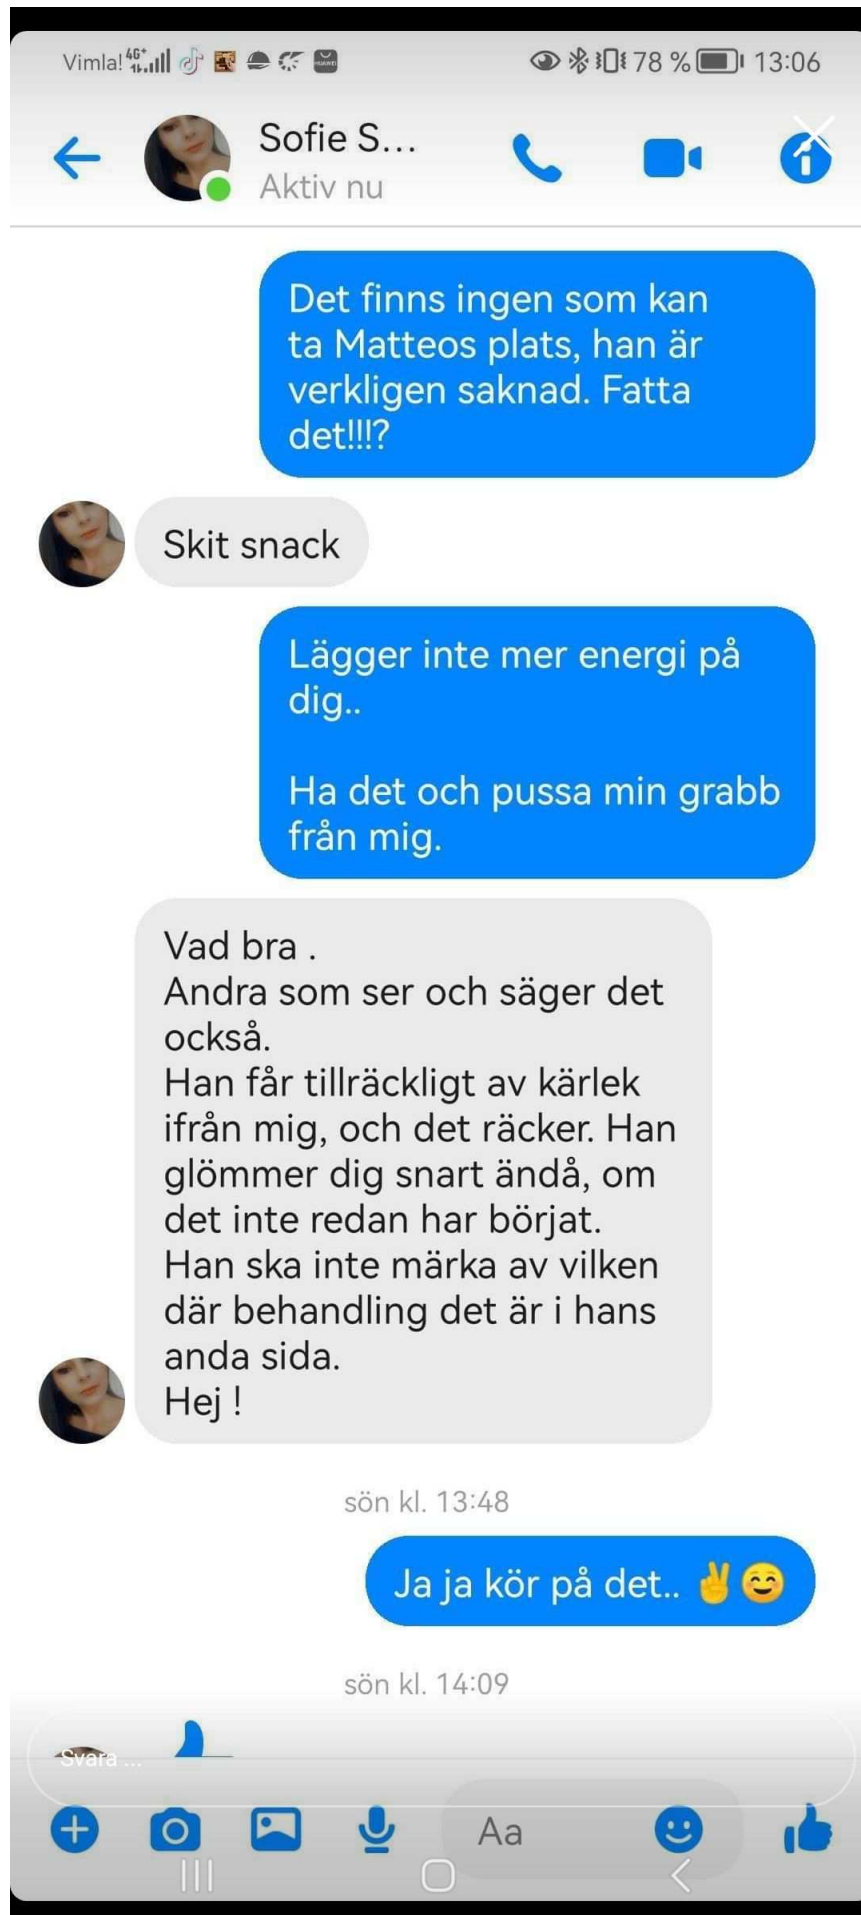 Vimla! 4G+ HUAWEI 78 % 13:06
Sofie S...
Aktiv nu
Det finns ingen som kan
ta Matteos plats, han är
verkligen saknad. Fatta
det!!!?
Skit snack
Lägger inte mer energi på
dig..
Ha det och pussa min grabb
från mig.
Vad bra .
Andra som ser och säger det
också.
Han får tillräckligt av kärlek
ifrån mig, och det räcker. Han
glömmer dig snart ändå, om
det inte redan har börjat.
Han ska inte märka av vilken
där behandling det är i hans
anda sida.
Hej !
sön kl. 13:48
Ja ja kör på det.. ✌😊
sön kl. 14:09
Svara ...
Aa